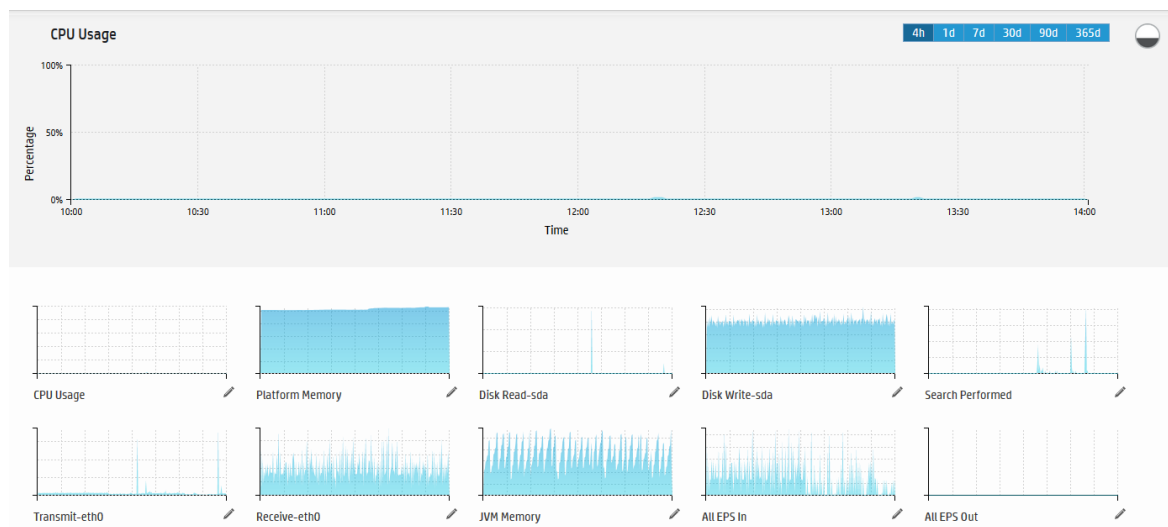 CPU Usage
4h 1d 7d 30d 90d 365d
100%
50%
0%
Percentage
10:00 10:30 11:00 11:30 12:00 12:30 13:00 13:30 14:00
Time
CPU Usage Platform Memory Disk Read-sda Disk Write-sda Search Performed
Transmit-eth0 Receive-eth0 JVM Memory All EPS In All EPS Out